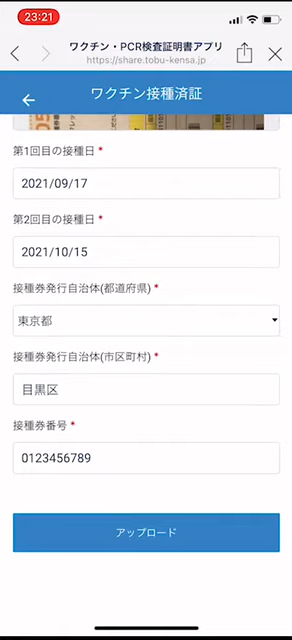 23:21
ワクチン・PCR検査証明書アプリ
https://share.tobu-kensa.jp
ワクチン接種済証
第1回目の接種日 *
2021/09/17
第2回目の接種日 *
2021/10/15
接種券発行自治体(都道府県) *
東京都
接種券発行自治体(市区町村) *
目黒区
接種券番号 *
0123456789
アップロード